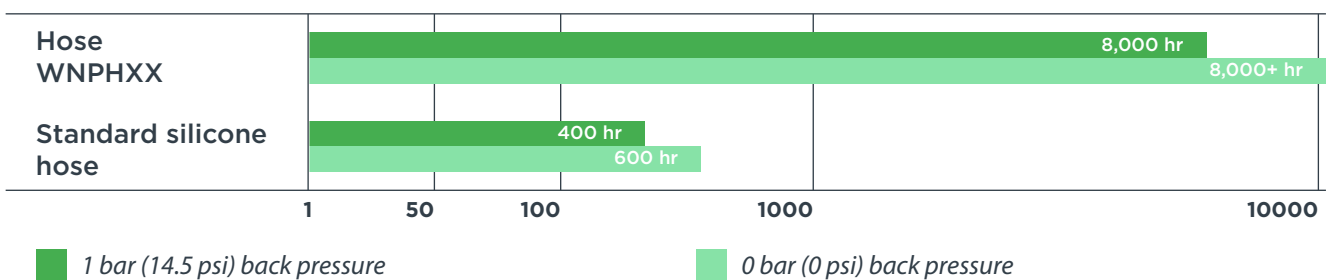 Hose
WNPHXX
8,000 hr
8,000+ hr
Standard silicone
hose
400 hr
600 hr
1 50 100 1000 10000
1 bar (14.5 psi) back pressure 0 bar (0 psi) back pressure